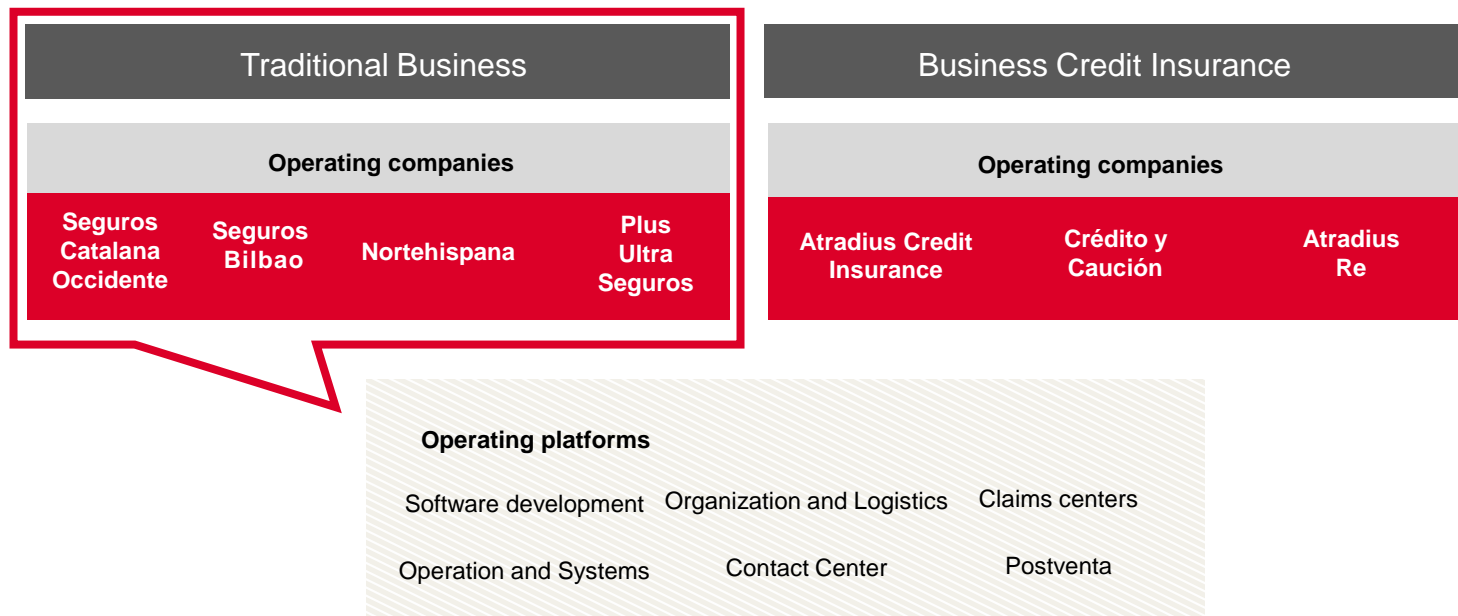 Traditional Business
Business Credit Insurance
Operating companies
Operating companies
Seguros
Catalana
Occidente
Seguros
Bilbao
Nortehispana
Plus
Ultra
Seguros
Atradius Credit
Insurance
Crédito y
Caución
Atradius
Re
Operating platforms
Software development
Organization and Logistics
Claims centers
Operation and Systems
Contact Center
Postventa